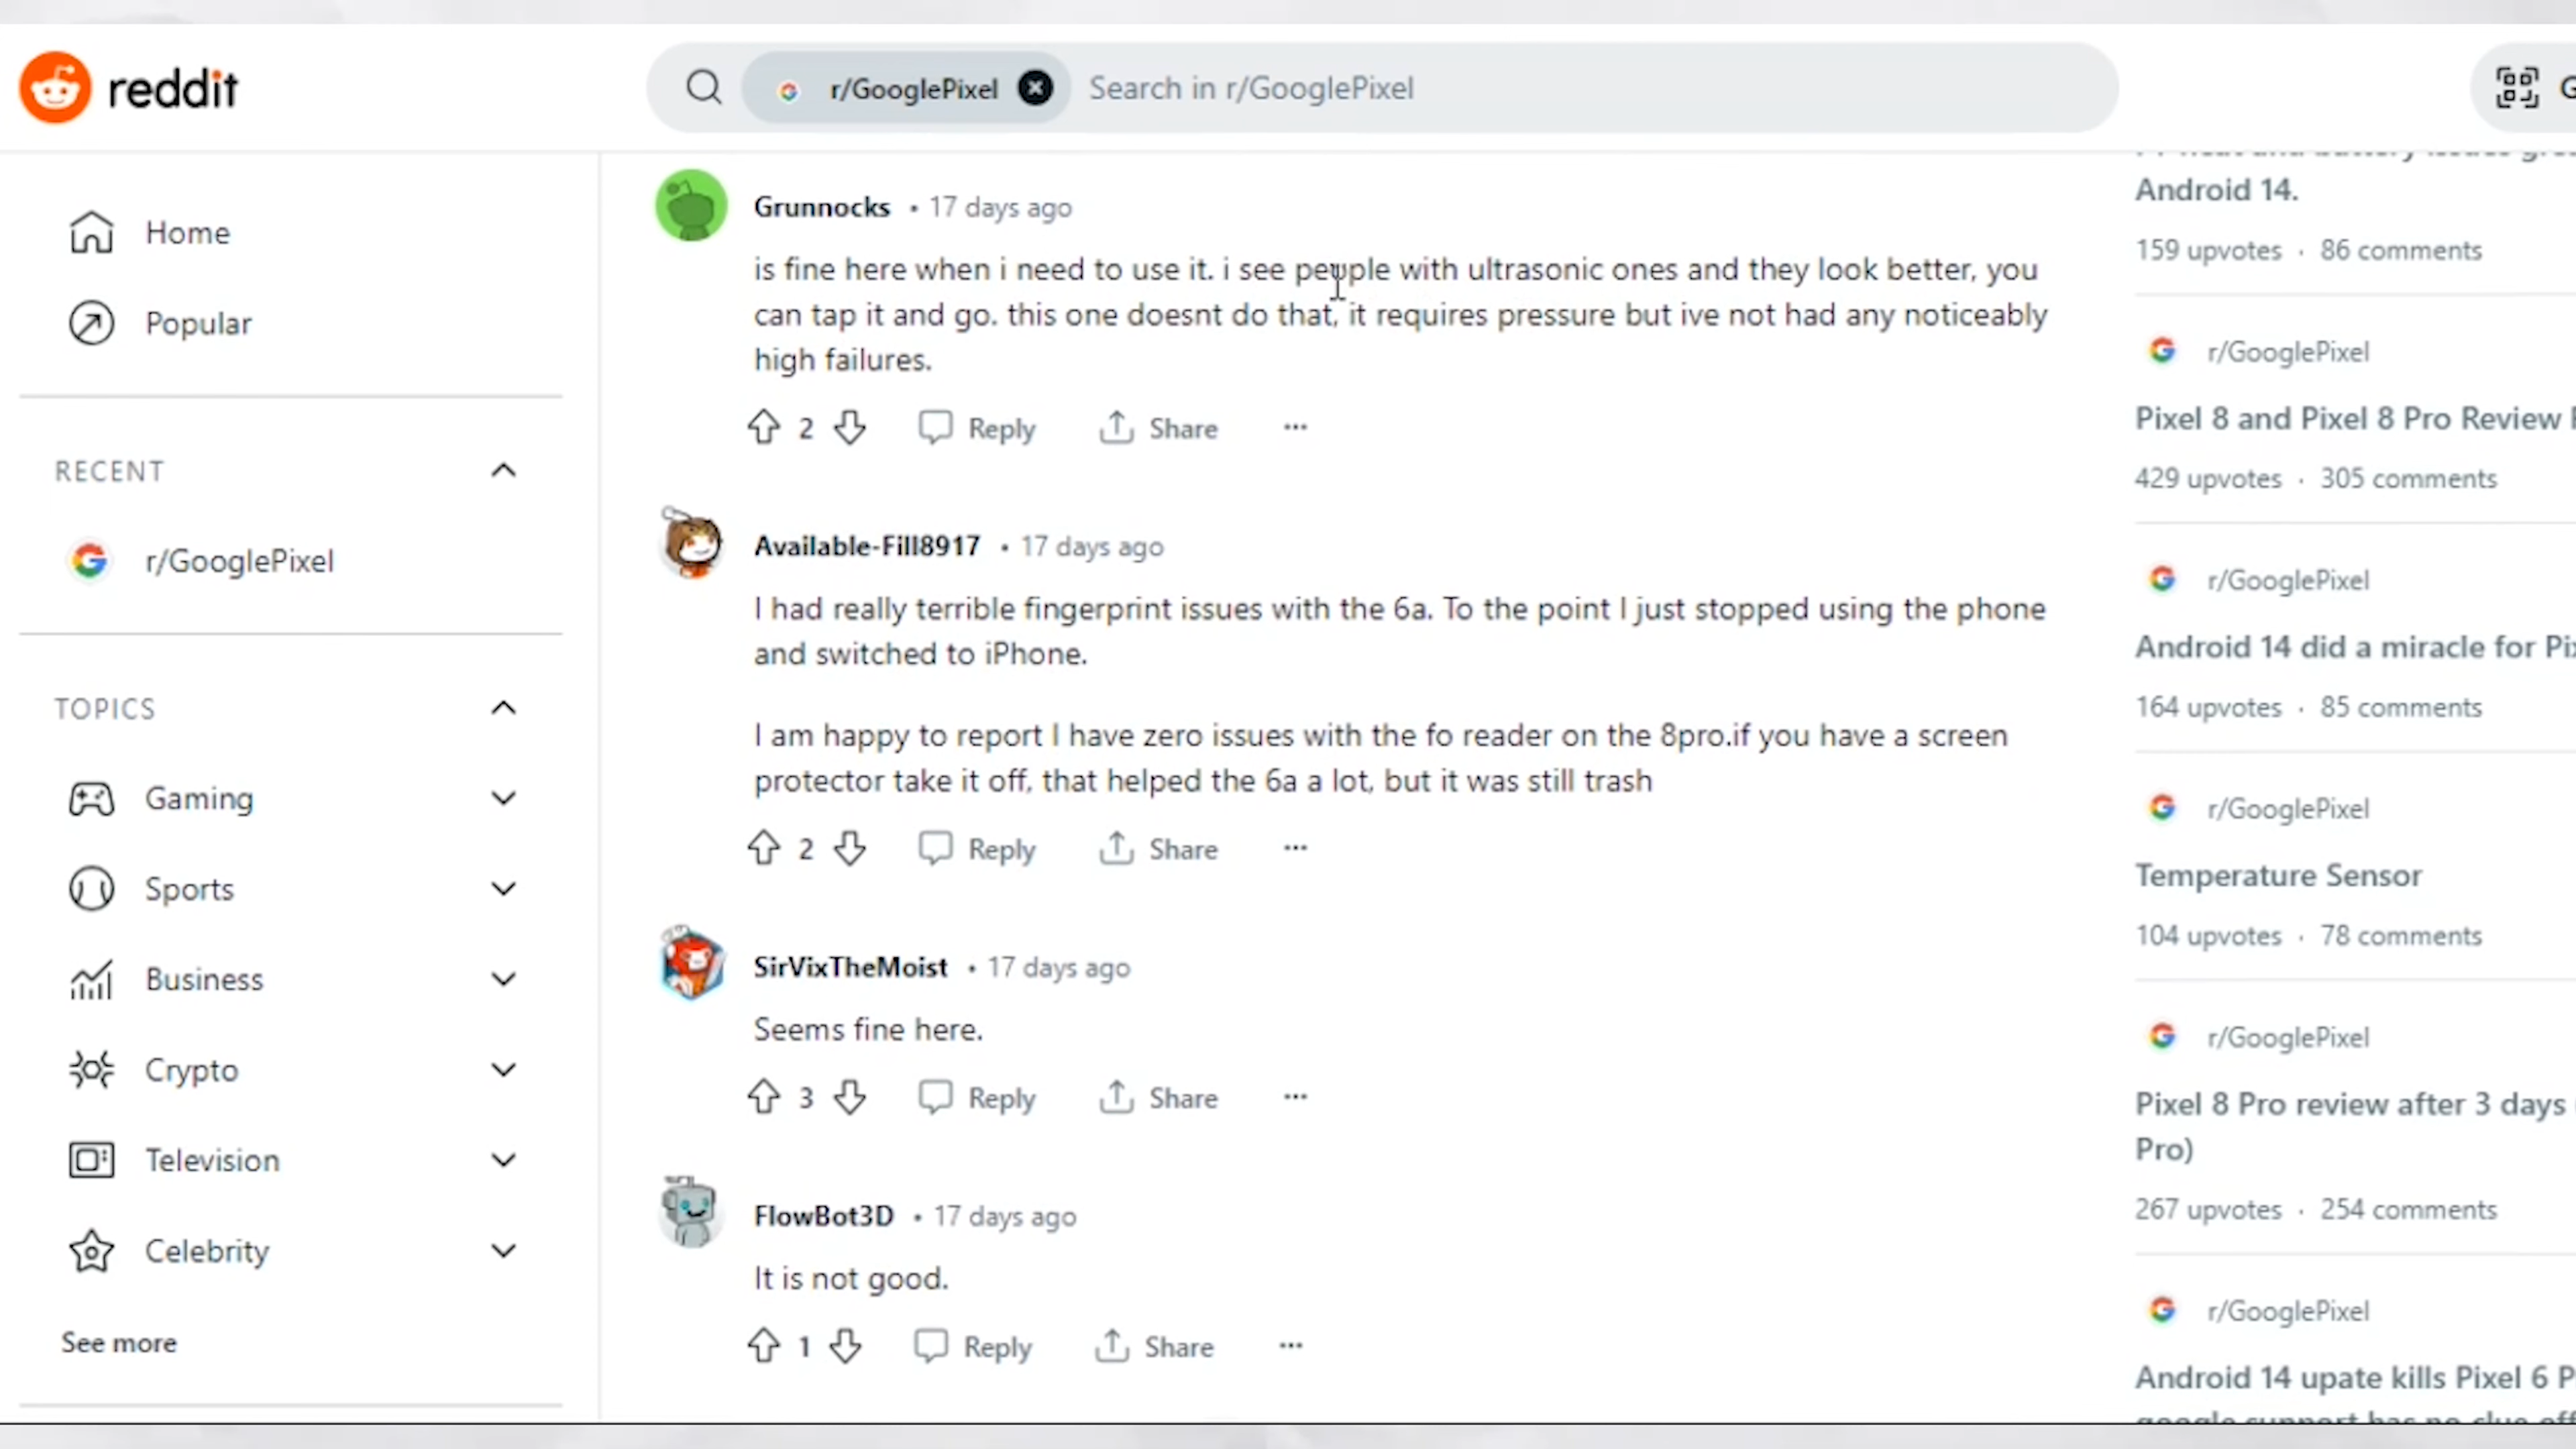 reddit
r/GooglePixel
Search in r/GooglePixel
Home
Popular
RECENT
r/GooglePixel
TOPICS
Gaming
Sports
Business
Crypto
Television
Celebrity
See more
Grunnocks • 17 days ago
is fine here when i need to use it. i see people with ultrasonic ones and they look better, you
can tap it and go. this one doesnt do that, it requires pressure but ive not had any noticeably
high failures.
2 Reply Share ...
Available-Fill8917 • 17 days ago
I had really terrible fingerprint issues with the 6a. To the point I just stopped using the phone
and switched to iPhone.
I am happy to report I have zero issues with the fo reader on the 8pro.if you have a screen
protector take it off, that helped the 6a a lot, but it was still trash
2 Reply Share ...
SirVixTheMoist • 17 days ago
Seems fine here.
3 Reply Share ...
FlowBot3D • 17 days ago
It is not good.
1 Reply Share ...
Android 14.
159 upvotes · 86 comments
r/GooglePixel
Pixel 8 and Pixel 8 Pro Review
429 upvotes · 305 comments
r/GooglePixel
Android 14 did a miracle for Pix
164 upvotes · 85 comments
r/GooglePixel
Temperature Sensor
104 upvotes · 78 comments
r/GooglePixel
Pixel 8 Pro review after 3 days
Pro)
267 upvotes · 254 comments
r/GooglePixel
Android 14 upate kills Pixel 6 P